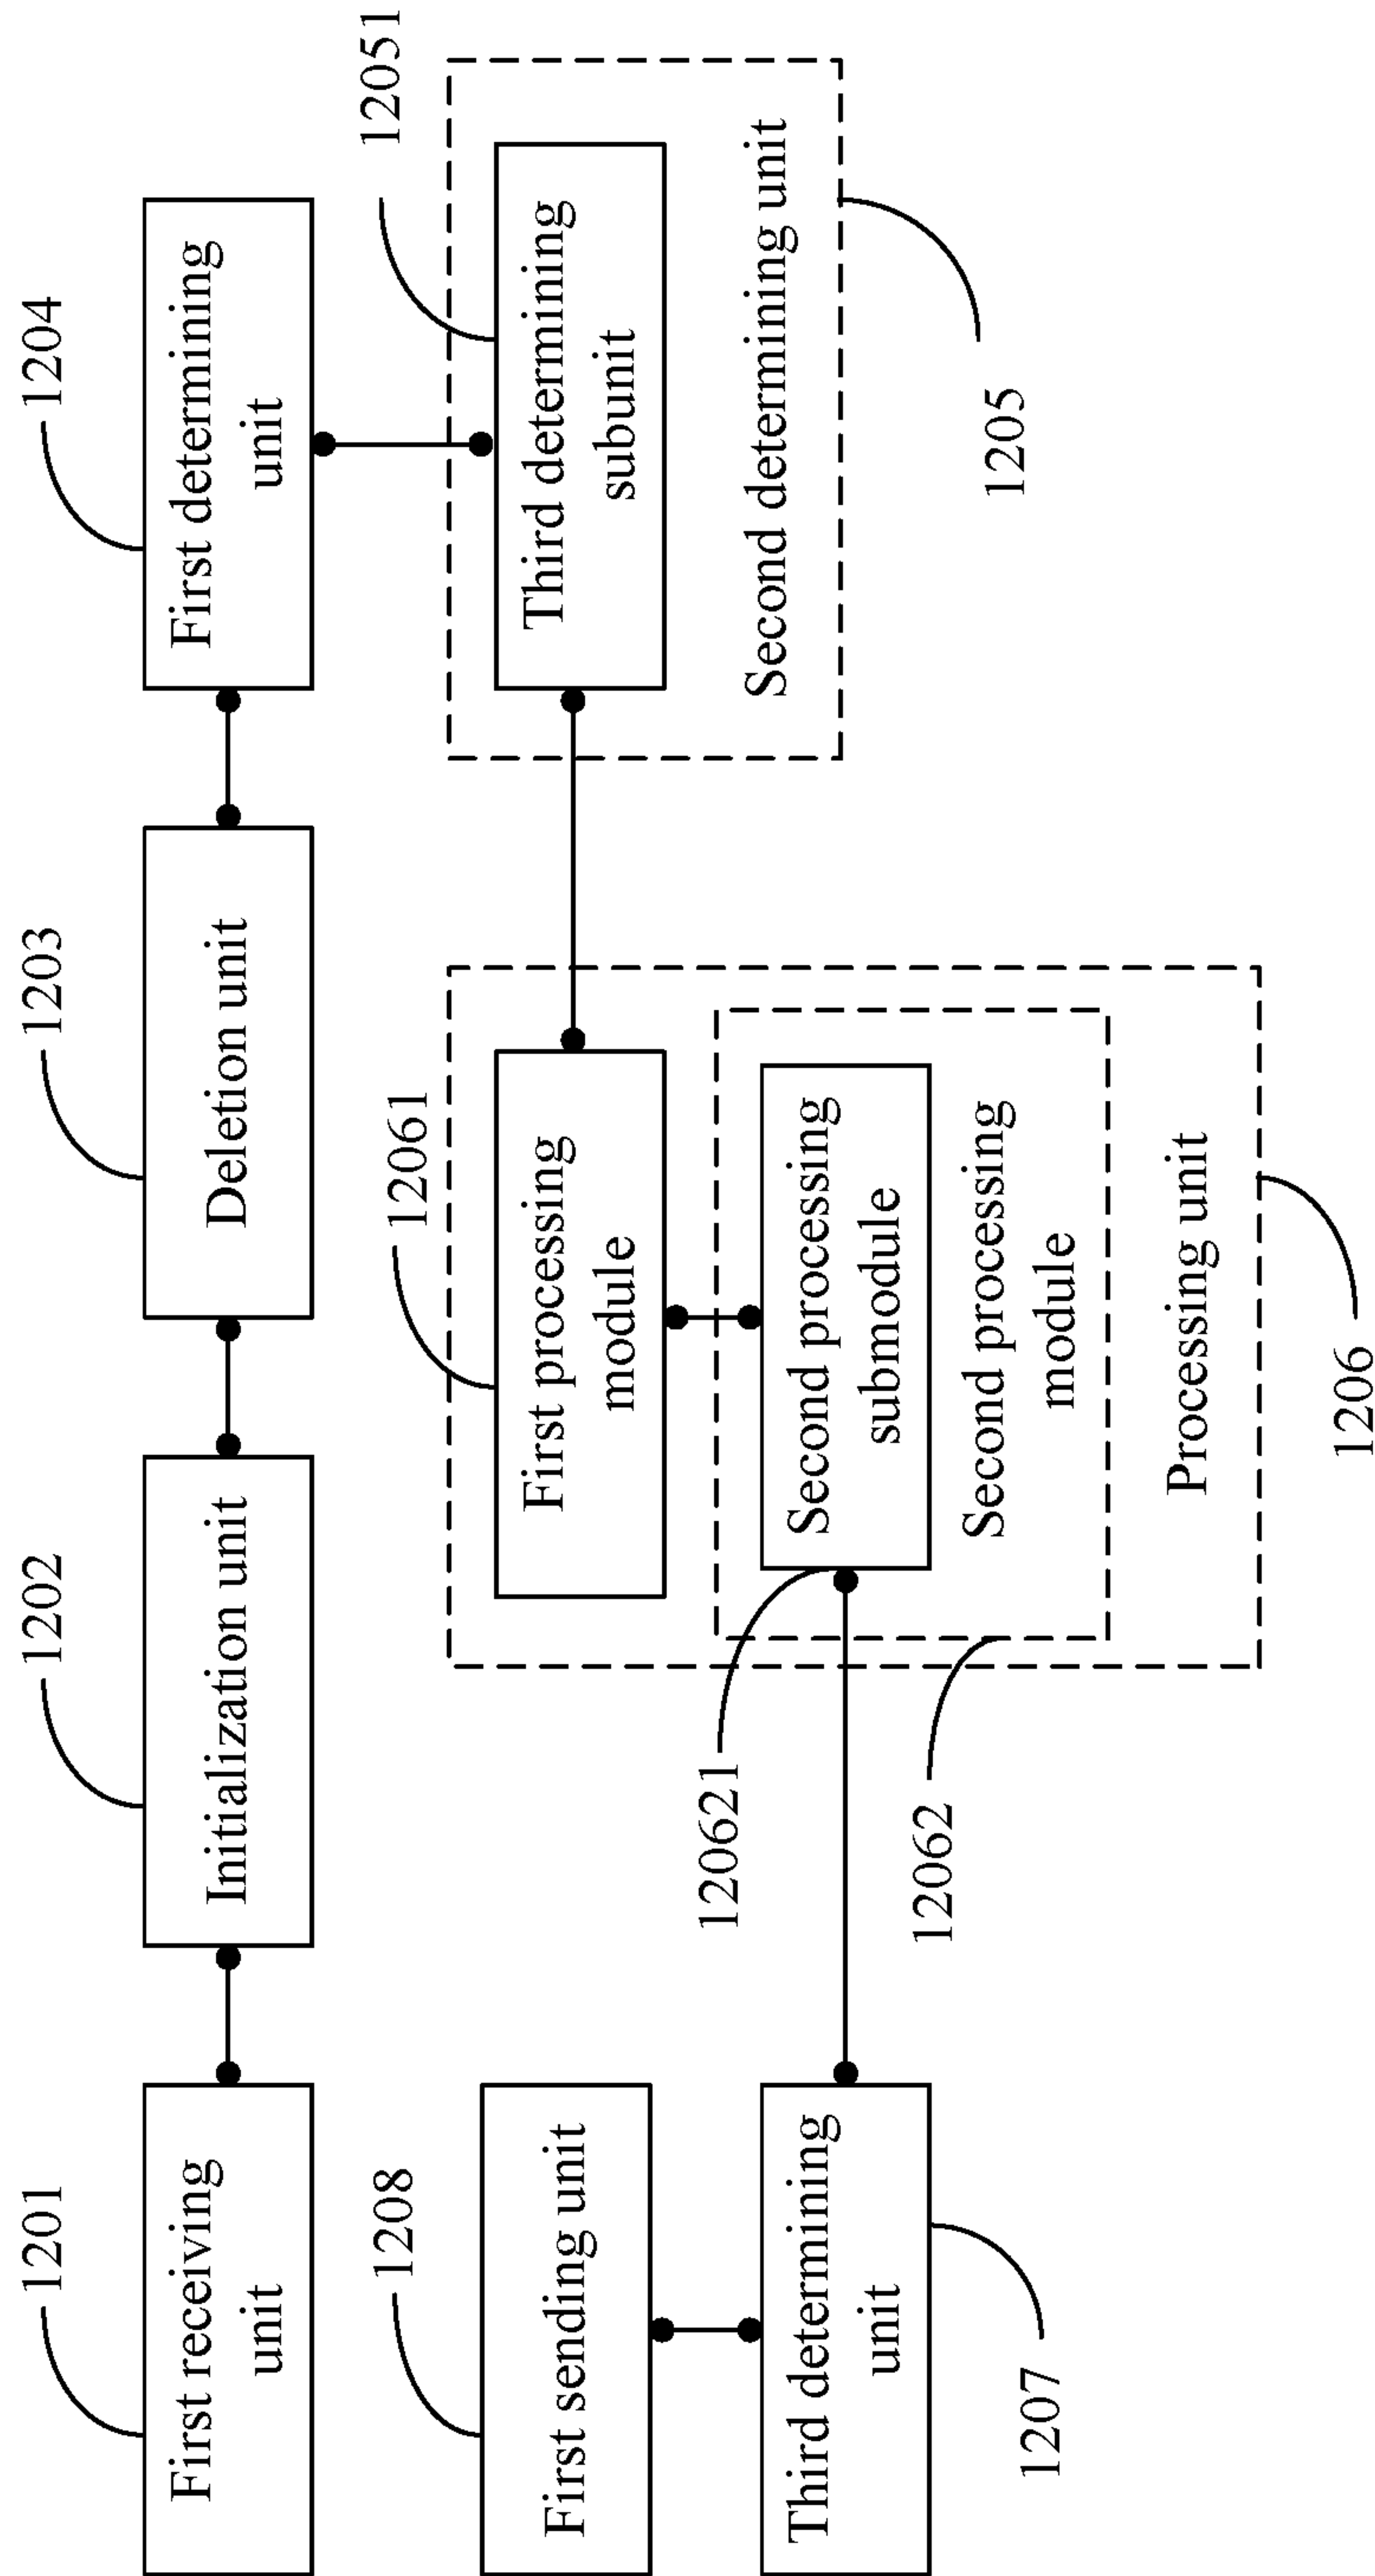 1201
First receiving
unit
1202
Initialization unit
1203
Deletion unit
1204
First determining
unit
1208
First sending unit
Third determining
unit
1207
12061
First processing
module
Second processing
submodule
12621
Second processing
module
12062
Processing unit
1206
12051
Third determining
subunit
Second determining unit
1205